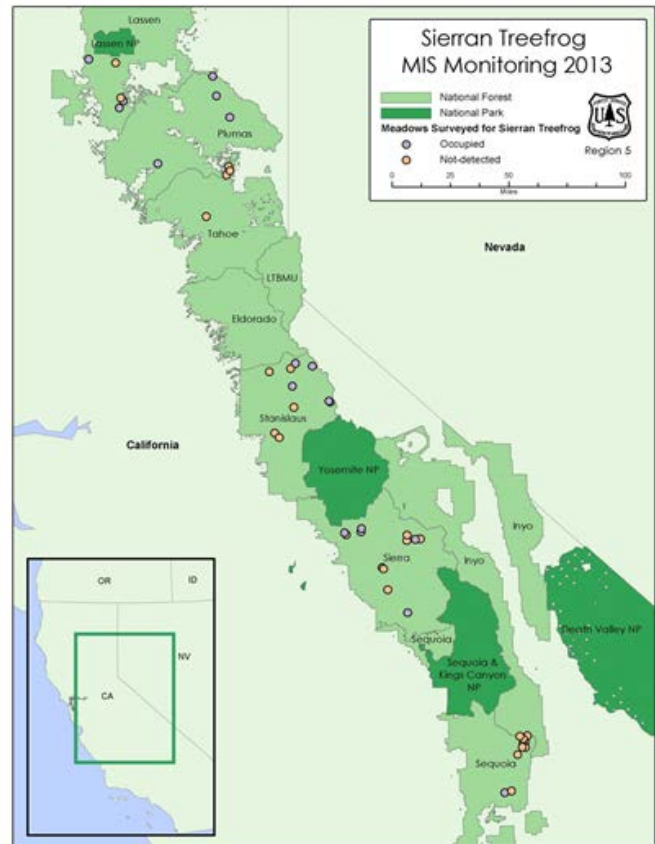 Sierran Treefrog
MIS Monitoring 2013
National Forest
National Park
Meadows Surveyed for Sierran Treefrog
Occupied
Not-detected
Region 5
0 25 50 100
Miles
Lassen
Lassen NP
Plumas
Tahoe
Nevada
LTBMU
Eldorado
Stanislaus
California
Yosemite NP
Inyo
Sierra
Inyo
Sequoia
Death Valley NP
Sequoia &
Kings Canyon
NP
Sequoia
OR
ID
NV
CA